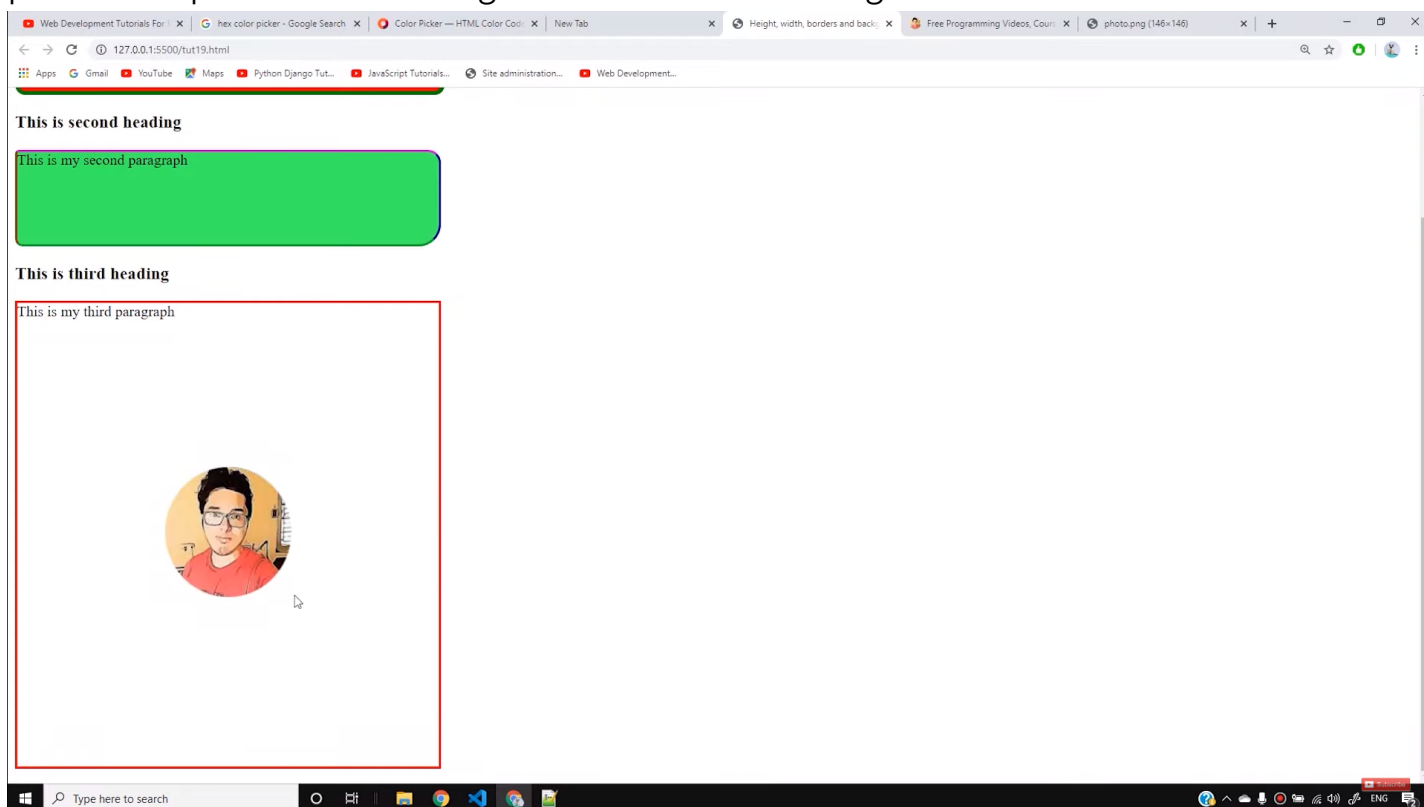 Web Development Tutorials For
hex color picker - Google Search
Color Picker — HTML Color Cod
New Tab
Height, width, borders and back
Free Programming Videos, Cour
photo.png (146×146)
127.0.0.1:5500/tut19.html
Apps
Gmail
YouTube
Maps
Python Django Tut...
JavaScript Tutorials...
Site administration...
Web Development...
This is second heading
This is my second paragraph
This is third heading
This is my third paragraph
Subscribe
Type here to search
ENG